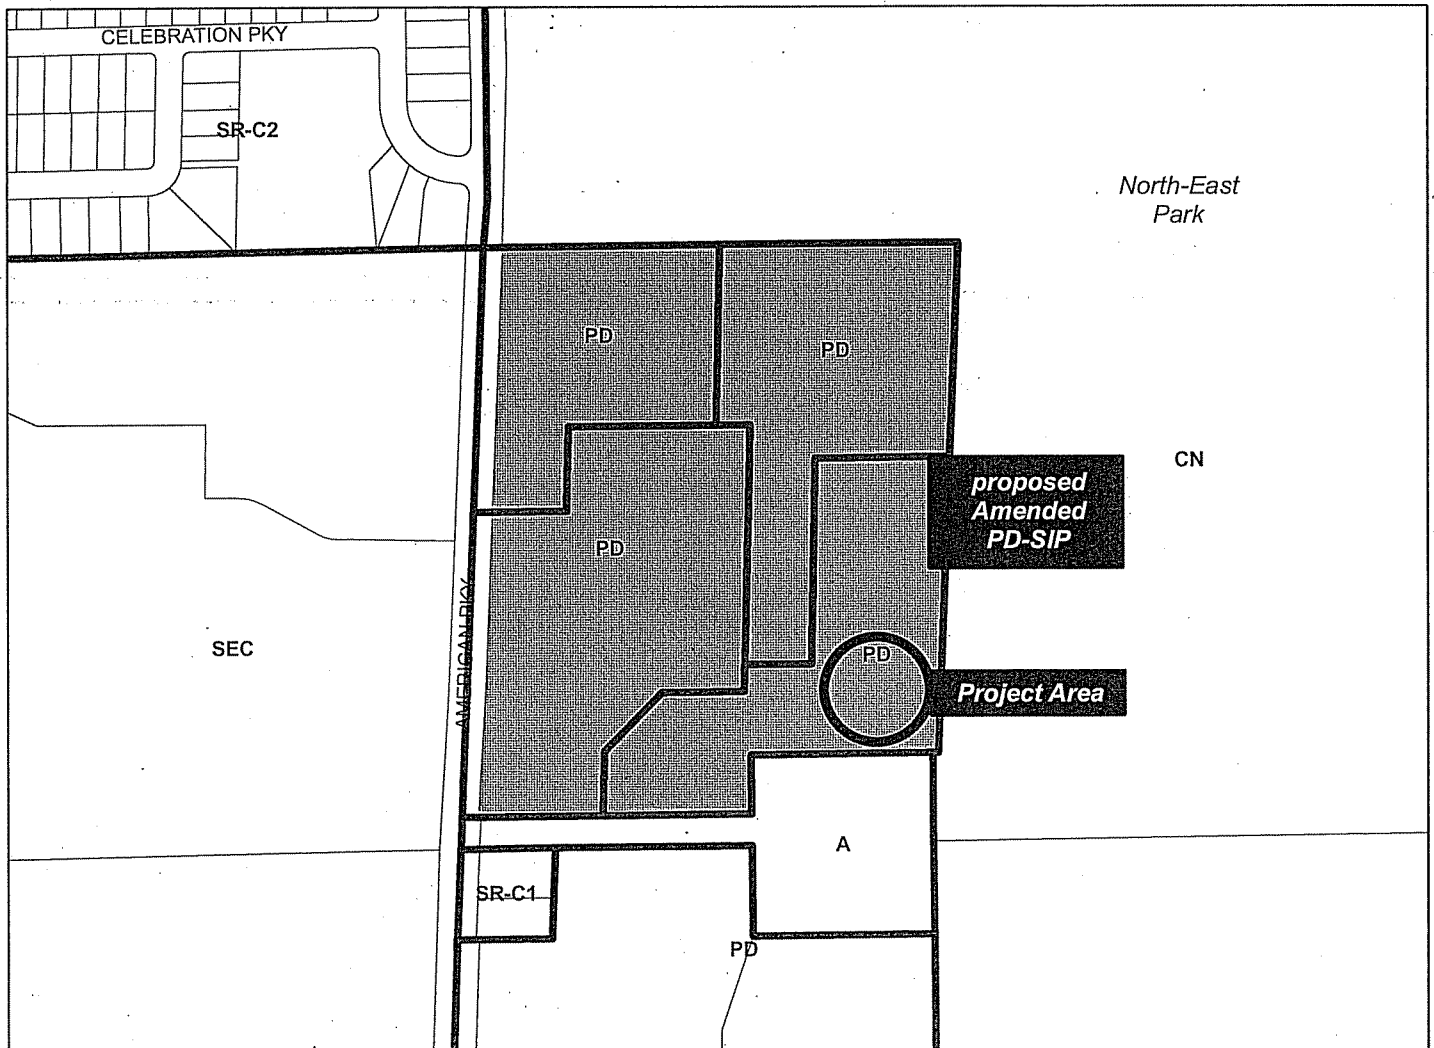 CELEBRATION PKY
SR-C2
North-East
Park
PD
PD
CN
proposed
Amended
PD-SIP
PD
AMERICAN PKY
SEC
PD
Project Area
A
SR-C1
PD